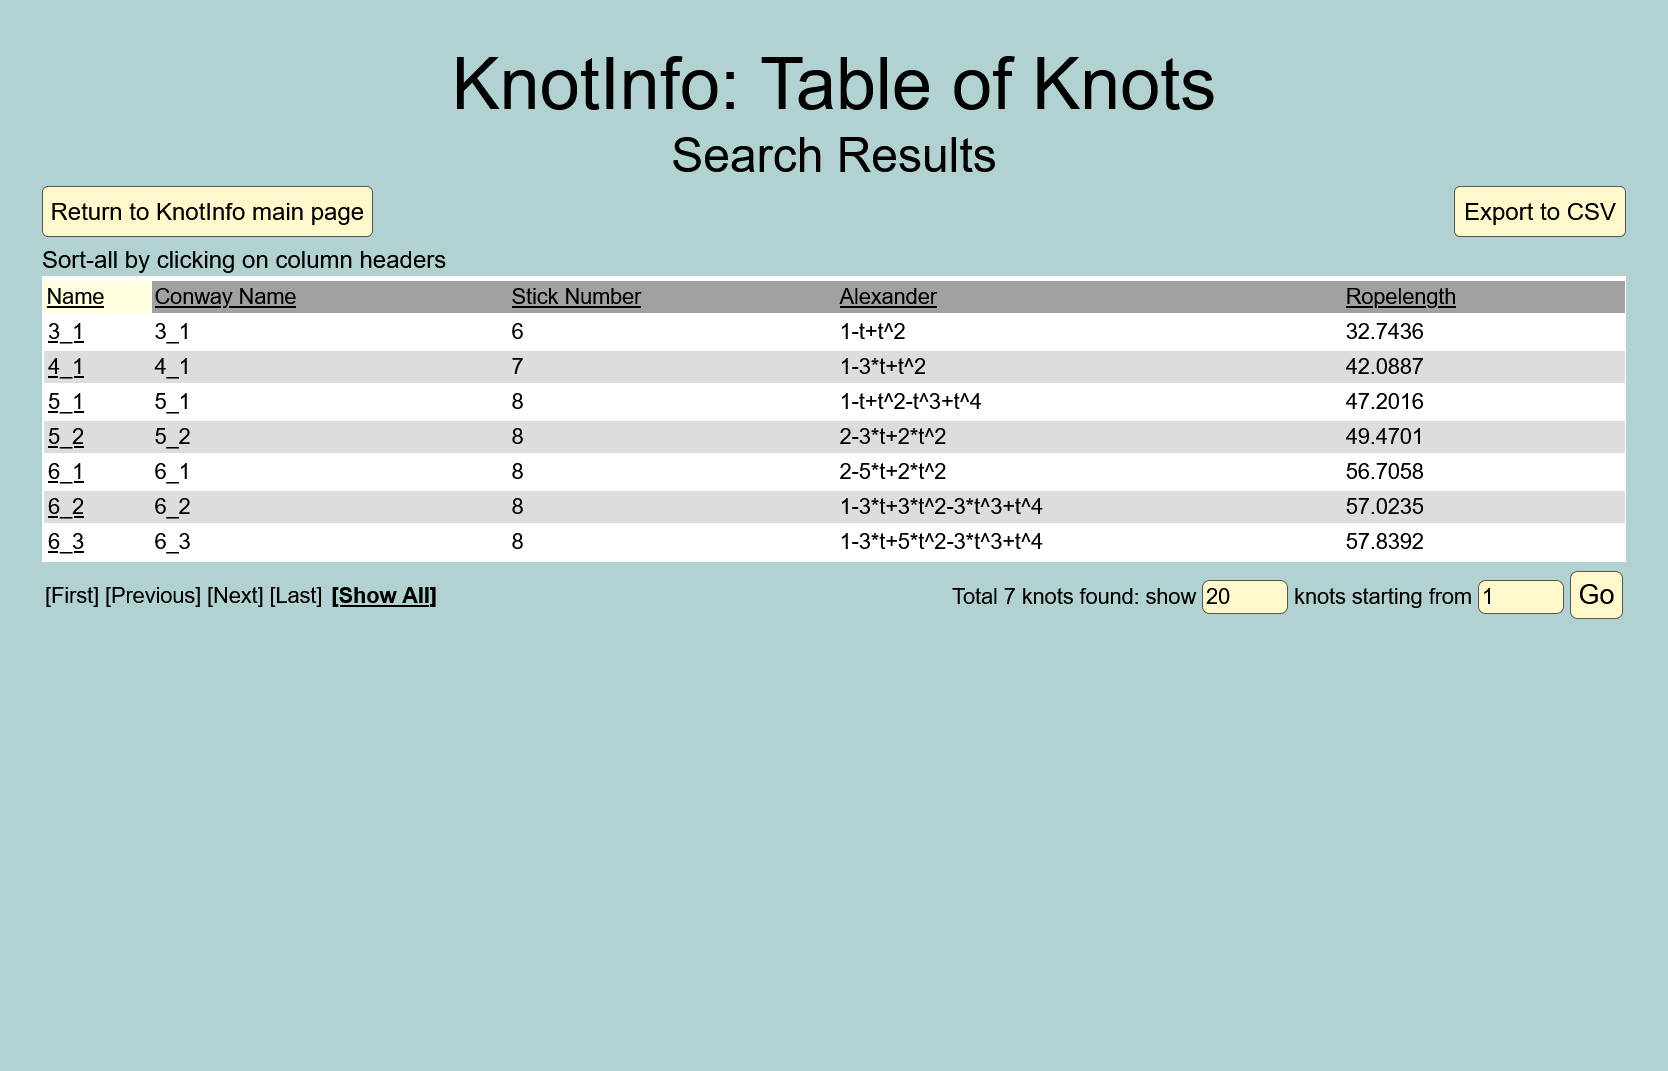 KnotInfo: Table of Knots
Search Results
Return to KnotInfo main page Export to CSV
Sort-all by clicking on column headers
Name Conway Name Stick Number Alexander Ropelength
3_1 3_1 6 1-t+t^2 32.7436
4_1 4_1 7 1-3*t+t^2 42.0887
5_1 5_1 8 1-t+t^2-t^3+t^4 47.2016
5_2 5_2 8 2-3*t+2*t^2 49.4701
6_1 6_1 8 2-5*t+2*t^2 56.7058
6_2 6_2 8 1-3*t+3*t^2-3*t^3+t^4 57.0235
6_3 6_3 8 1-3*t+5*t^2-3*t^3+t^4 57.8392
[First] [Previous] [Next] [Last] [Show All] Total 7 knots found: show 20 knots starting from 1 Go